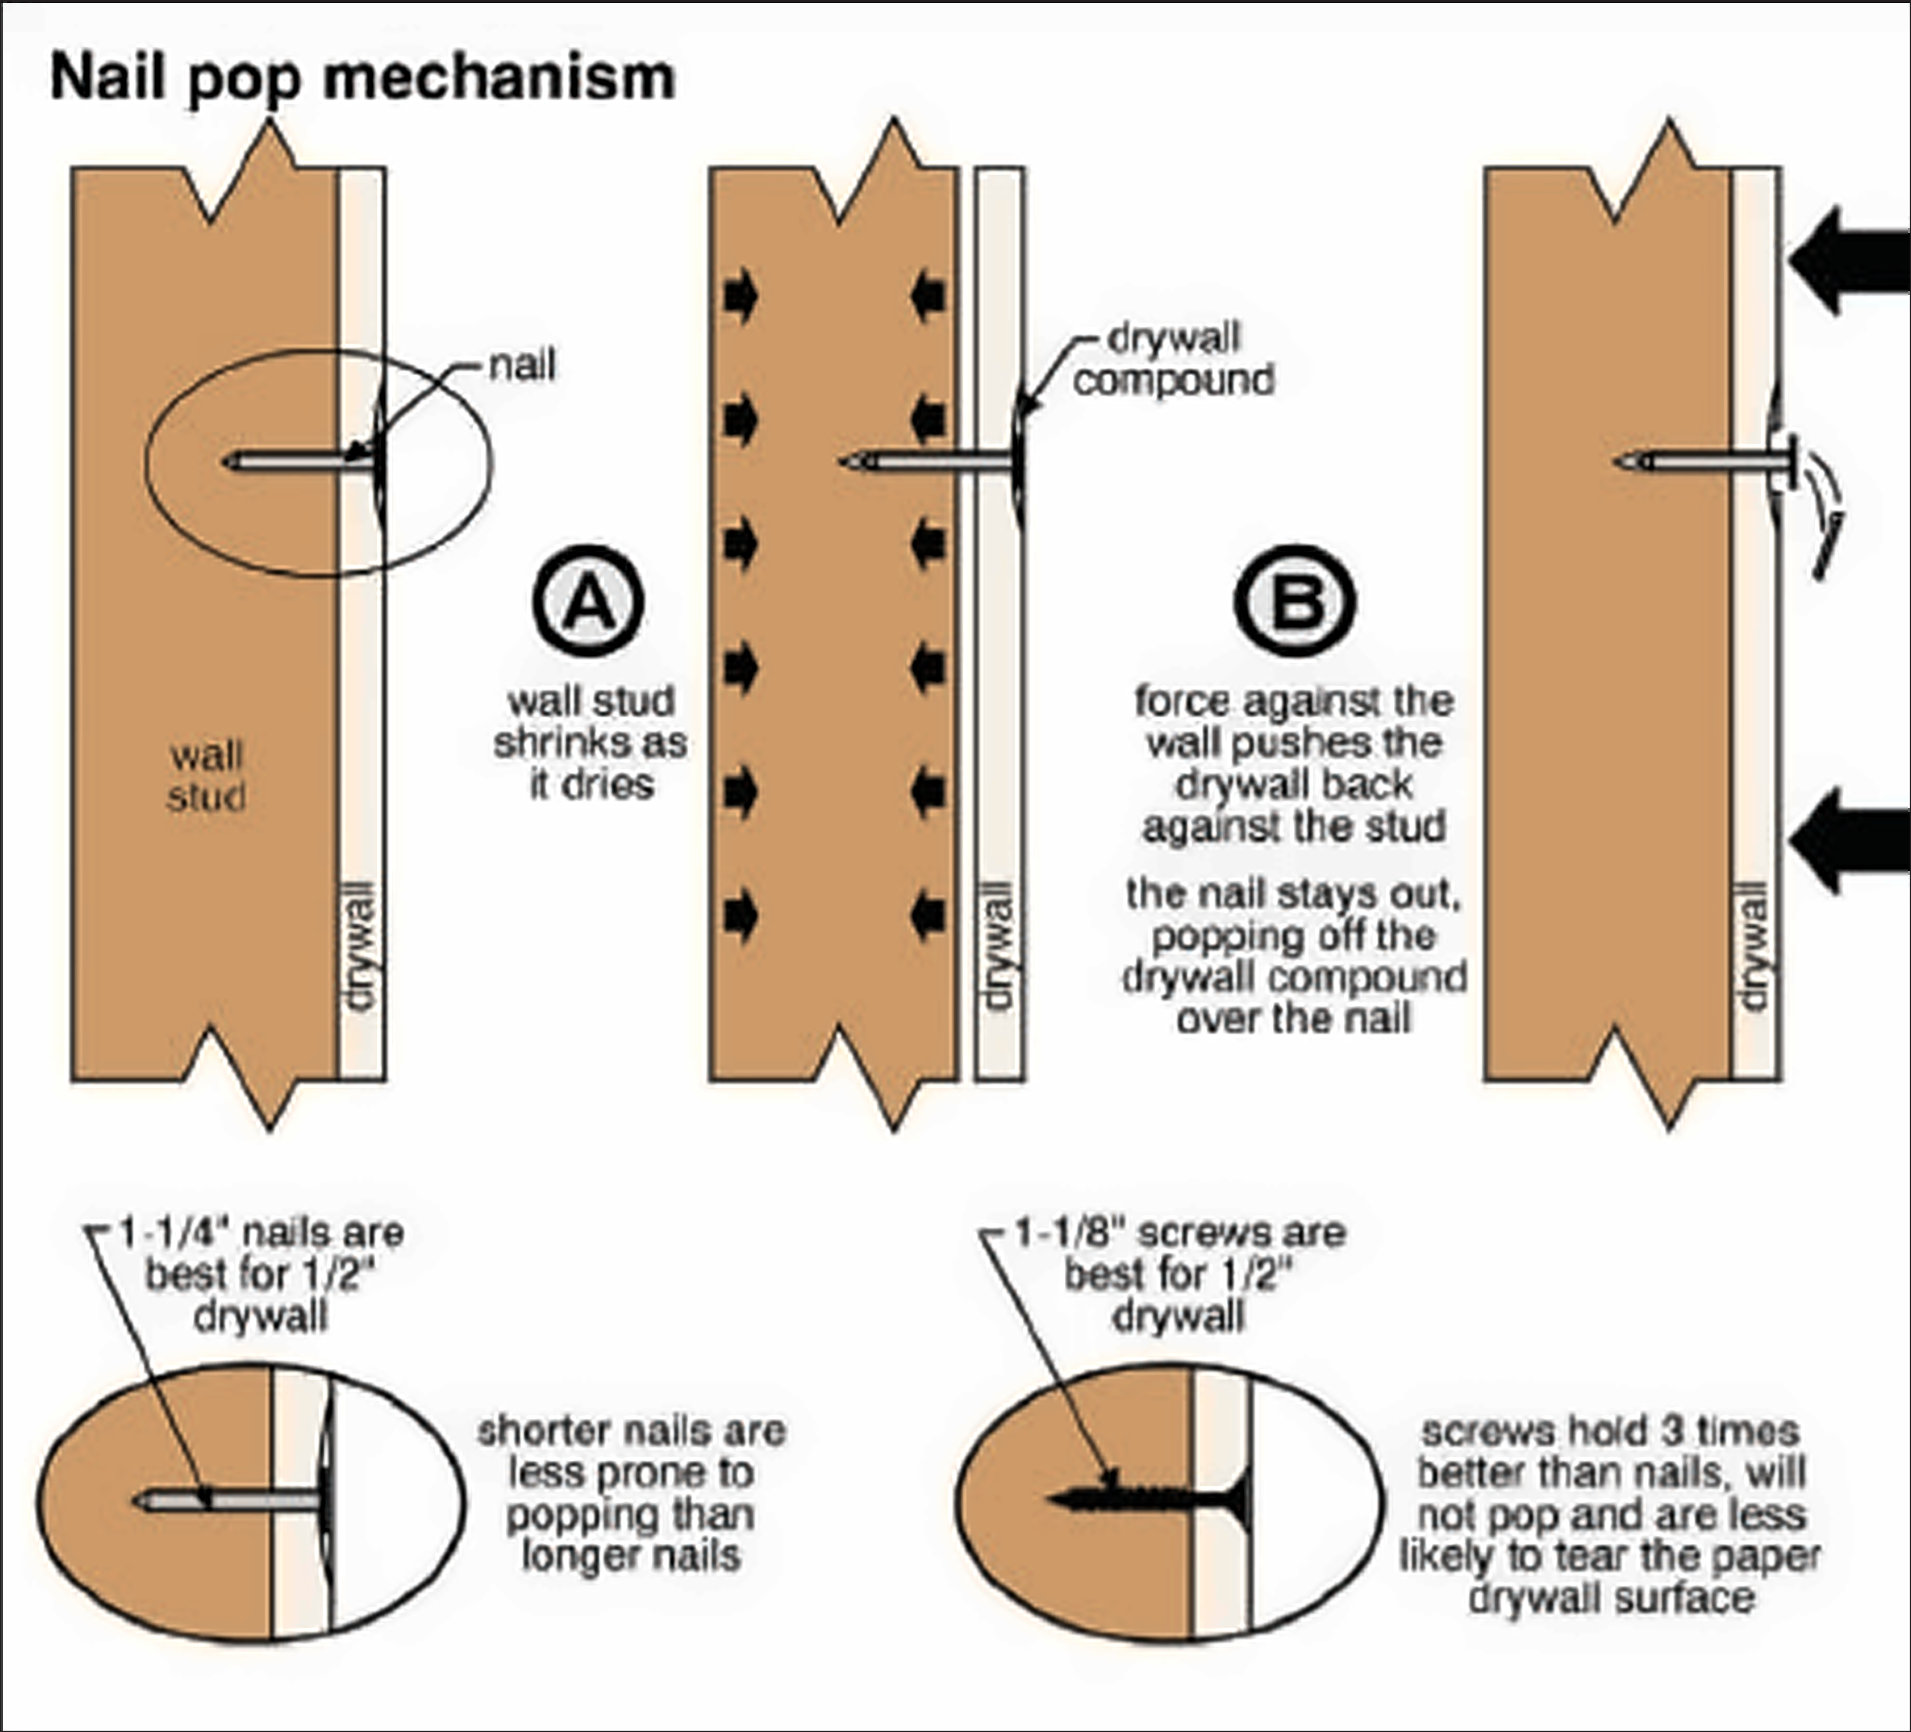 Nail pop mechanism
nail
wall
stud
drywall
A
wall stud
shrinks as
it dries
drywall
compound
drywall
B
force against the
wall pushes the
drywall back
against the stud
the nail stays out,
popping off the
drywall compound
over the nail
drywall
1-1/4" nails are
best for 1/2"
drywall
shorter nails are
less prone to
popping than
longer nails
1-1/8" screws are
best for 1/2"
drywall
screws hold 3 times
better than nails, will
not pop and are less
likely to tear the paper
drywall surface